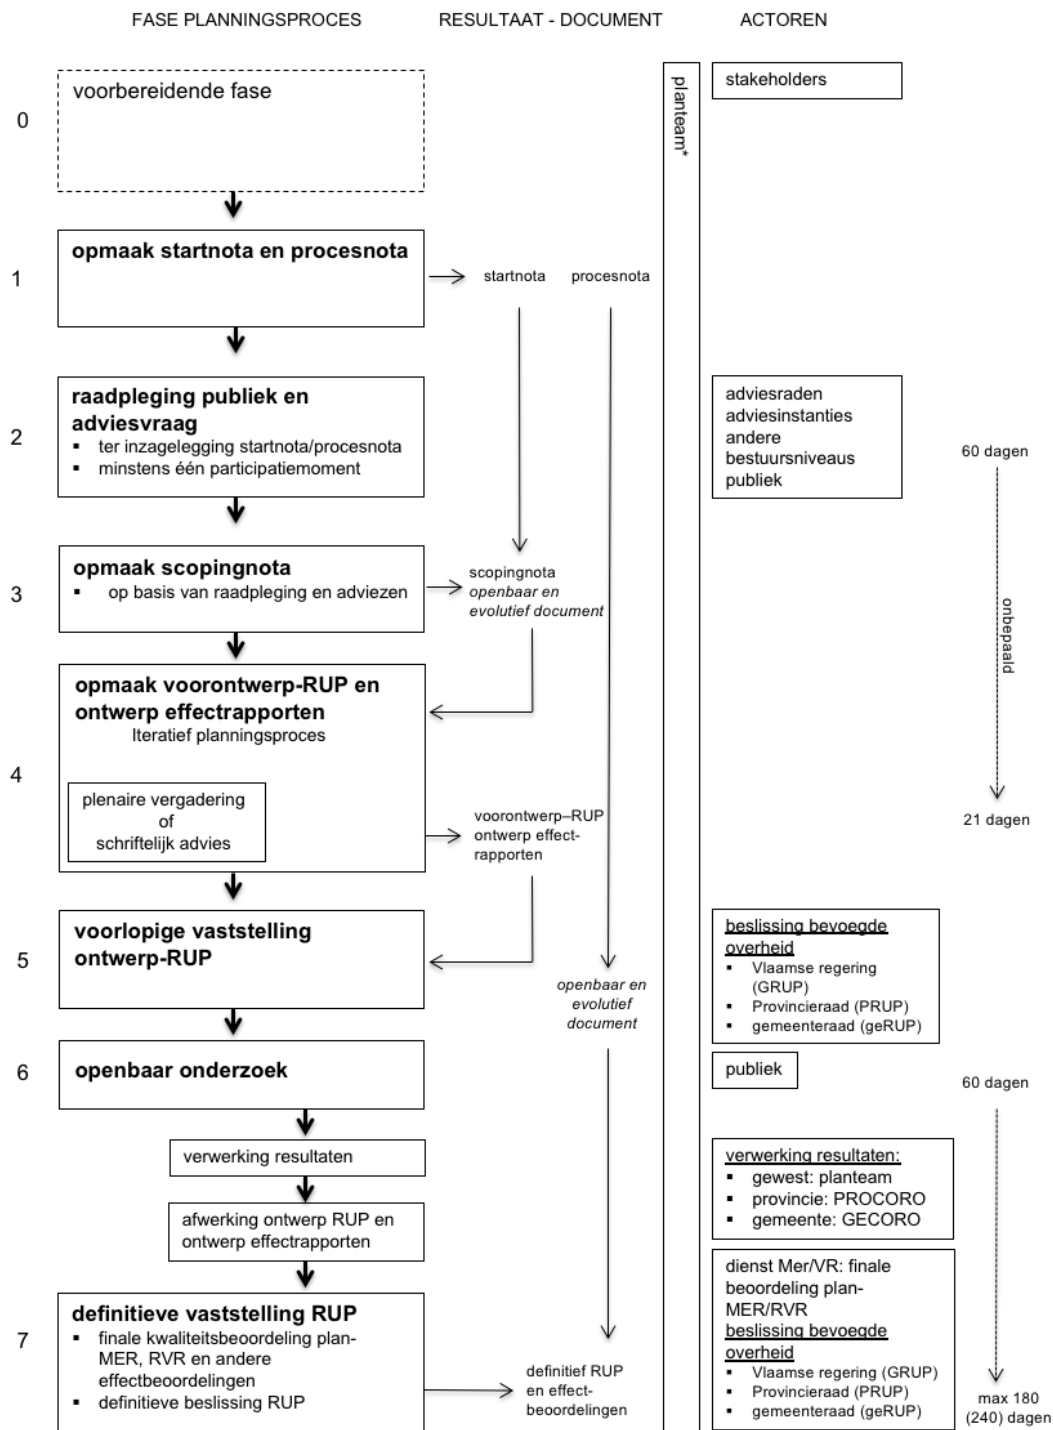 FASE PLANNINGSPROCES
RESULTAAT - DOCUMENT
ACTOREN
0
voorbereidende fase
planteam*
stakeholders
1
opmaak startnota en procesnota
startnota
procesnota
2
raadpleging publiek en
adviesvraag
▪ ter inzagelegging startnota/procesnota
▪ minstens één participatiemoment
adviesraden
adviesinstanties
andere
bestuursniveaus
publiek
60 dagen
onbepaald
3
opmaak scopingnota
▪ op basis van raadpleging en adviezen
scopingnota
openbaar en
evolutief document
4
opmaak voorontwerp-RUP en
ontwerp effectrapporten
Iteratief planningsproces
plenaire vergadering
of
schriftelijk advies
voorontwerp–RUP
ontwerp effect-
rapporten
21 dagen
5
voorlopige vaststelling
ontwerp-RUP
openbaar en
evolutief
document
beslissing bevoegde
overheid
▪ Vlaamse regering
(GRUP)
▪ Provincieraad (PRUP)
▪ gemeenteraad (geRUP)
6
openbaar onderzoek
publiek
60 dagen
verwerking resultaten
verwerking resultaten:
▪ gewest: planteam
▪ provincie: PROCORO
▪ gemeente: GECORO
afwerking ontwerp RUP en
ontwerp effectrapporten
7
definitieve vaststelling RUP
▪ finale kwaliteitsbeoordeling plan-
MER, RVR en andere
effectbeoordelingen
▪ definitieve beslissing RUP
definitief RUP
en effect-
beoordelingen
dienst Mer/VR: finale
beoordeling plan-
MER/RVR
beslissing bevoegde
overheid
▪ Vlaamse regering (GRUP)
▪ Provincieraad (PRUP)
▪ gemeenteraad (geRUP)
max 180
(240) dagen